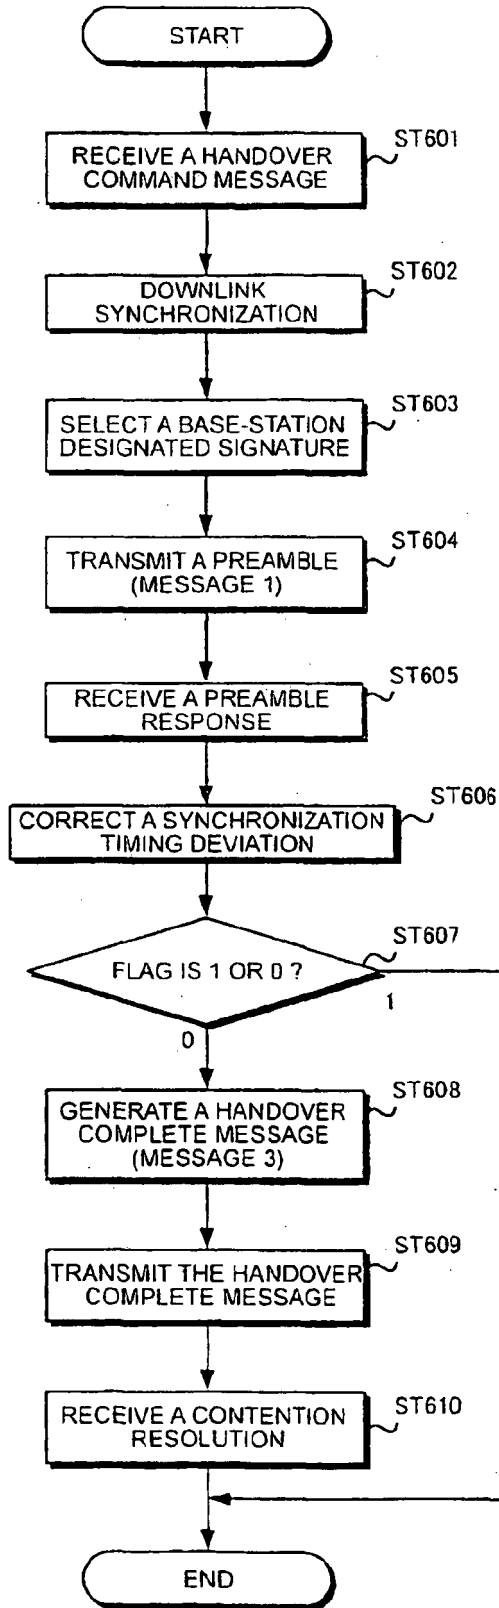 START
RECEIVE A HANDOVER
COMMAND MESSAGE
ST601
DOWNLINK
SYNCHRONIZATION
ST602
SELECT A BASE-STATION
DESIGNATED SIGNATURE
ST603
TRANSMIT A PREAMBLE
(MESSAGE 1)
ST604
RECEIVE A PREAMBLE
RESPONSE
ST605
CORRECT A SYNCHRONIZATION
TIMING DEVIATION
ST606
FLAG IS 1 OR 0 ?
ST607
1
0
GENERATE A HANDOVER
COMPLETE MESSAGE
(MESSAGE 3)
ST608
TRANSMIT THE HANDOVER
COMPLETE MESSAGE
ST609
RECEIVE A CONTENTION
RESOLUTION
ST610
END